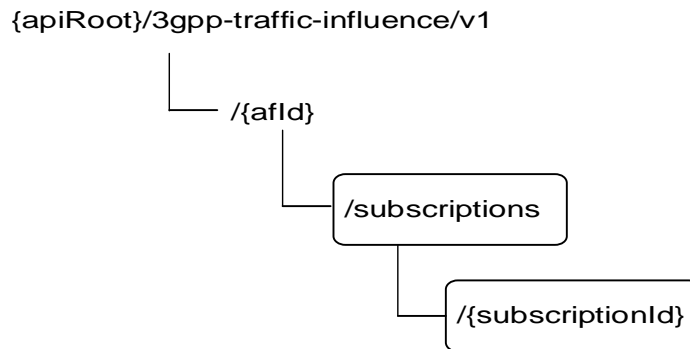 {apiRoot}/3gpp-traffic-influence/v1
/{afId}
/subscriptions
/{subscriptionId}